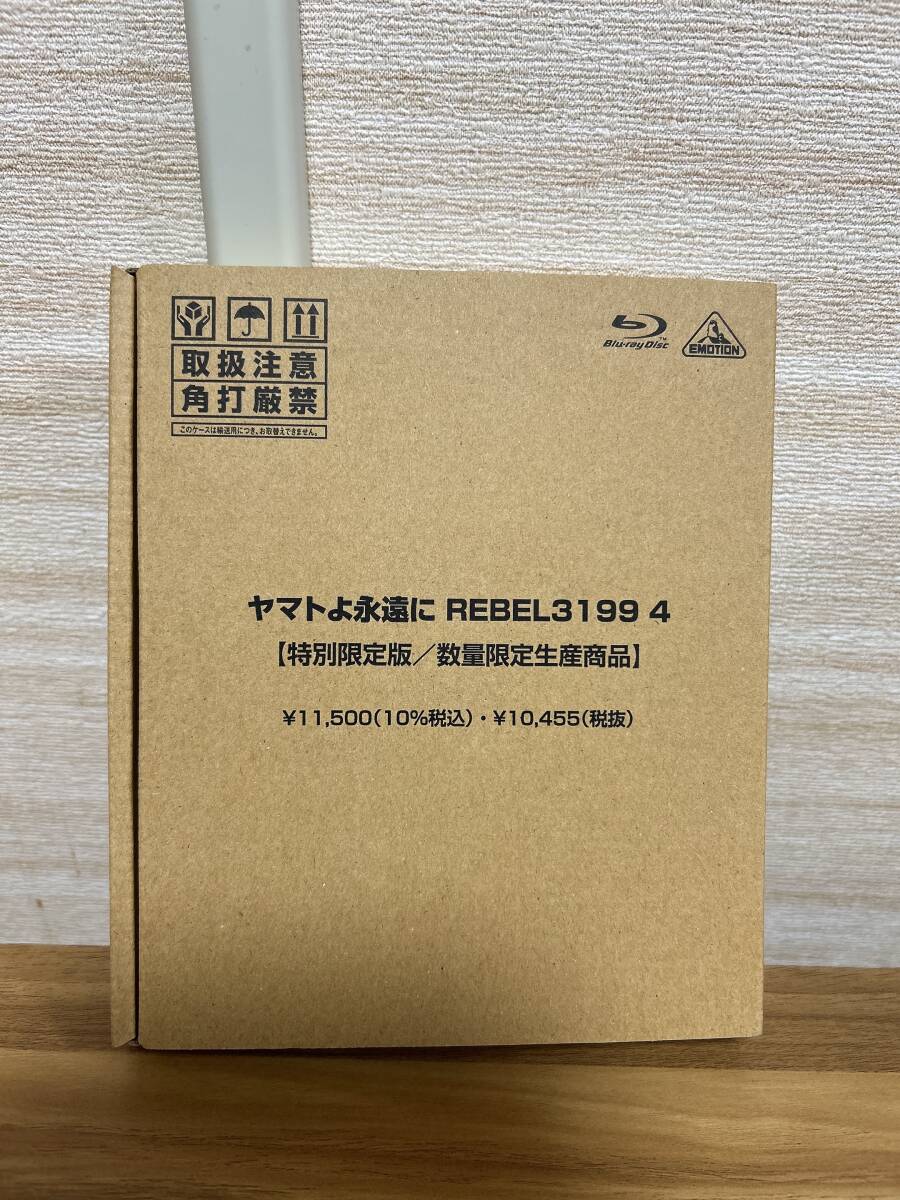 取扱注意
角打厳禁
このケースは輸送用につき、お取替えできません。
Blu-ray Disc™
EMOTION
ヤマトよ永遠に REBEL3199 4
【特別限定版／数量限定生産商品】
¥11,500(10%税込)・¥10,455(税抜)